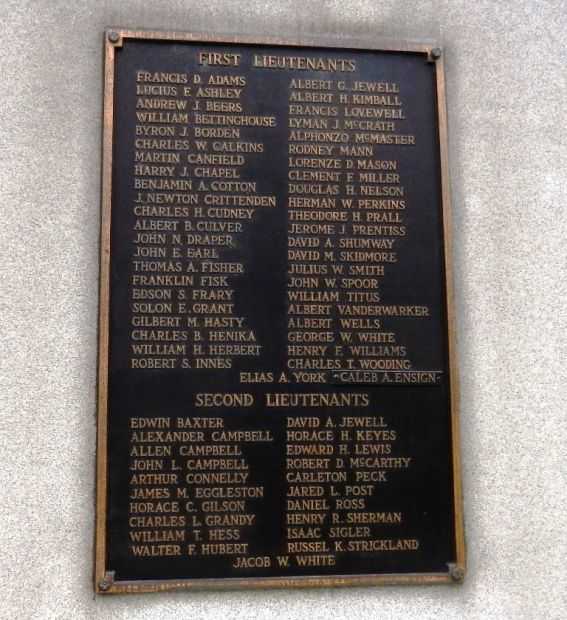 FIRST LIEUTENANTS
FRANCIS D. ADAMS
LUCIUS F. ASHLEY
ANDREW J. BEERS
WILLIAM BETTINGHOUSE
BYRON J. BORDEN
CHARLES W. CALKINS
MARTIN CANFIELD
HARRY J. CHAPEL
BENJAMIN A. COTTON
J. NEWTON CRITTENDEN
CHARLES H. CUDNEY
ALBERT B. CULVER
JOHN N. DRAPER
JOHN E. EARL
THOMAS A. FISHER
FRANKLIN FISK
EDSON S. FRARY
SOLON E. GRANT
GILBERT M. HASTY
CHARLES B. HENIKA
WILLIAM H. HERBERT
ROBERT S. INNES
ALBERT G. JEWELL
ALBERT H. KIMBALL
FRANCIS LOVEWELL
LYMAN J. McCRATH
ALPHONZO McMASTER
RODNEY MANN
LORENZE D. MASON
CLEMENT F. MILLER
DOUGLAS H. NELSON
HERMAN W. PERKINS
THEODORE H. PRALL
JEROME J. PRENTISS
DAVID A. SHUMWAY
DAVID M. SKIDMORE
JULIUS W. SMITH
JOHN W. SPOOR
WILLIAM TITUS
ALBERT VANDERWARKER
ALBERT WELLS
GEORGE W. WHITE
HENRY F. WILLIAMS
CHARLES T. WOODING
ELIAS A. YORK -CALEB A. ENSIGN-
SECOND LIEUTENANTS
EDWIN BAXTER
ALEXANDER CAMPBELL
ALLEN CAMPBELL
JOHN L. CAMPBELL
ARTHUR CONNELLY
JAMES M. EGGLESTON
HORACE C. GILSON
CHARLES L. GRANDY
WILLIAM T. HESS
WALTER F. HUBERT
DAVID A. JEWELL
HORACE H. KEYES
EDWARD H. LEWIS
ROBERT D. McCARTHY
CARLETON PECK
JARED L. POST
DANIEL ROSS
HENRY R. SHERMAN
ISAAC SIGLER
RUSSEL K. STRICKLAND
JACOB W. WHITE